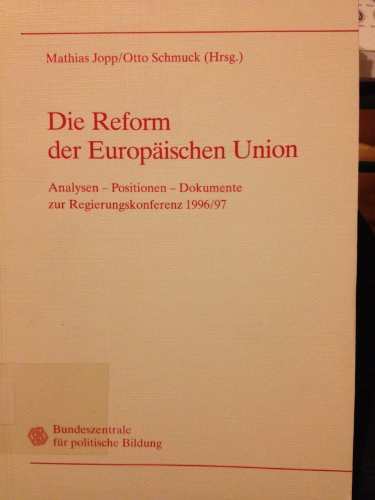 Mathias Jopp/Otto Schmuck (Hrsg.)
Die Reform
der Europäischen Union
Analysen – Positionen – Dokumente
zur Regierungskonferenz 1996/97
Bundeszentrale
für politische Bildung